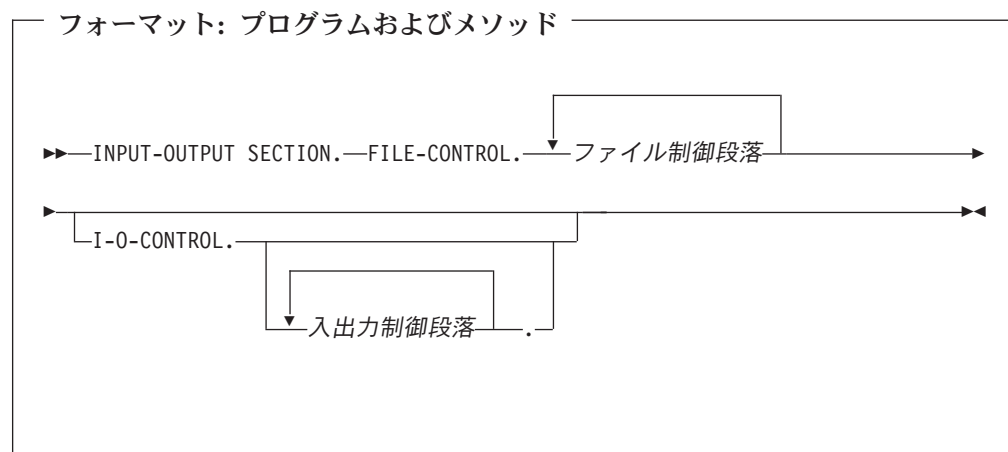 フォーマット: プログラムおよびメソッド
INPUT-OUTPUT SECTION. FILE-CONTROL. ファイル制御段落
I-O-CONTROL.
入出力制御段落 .